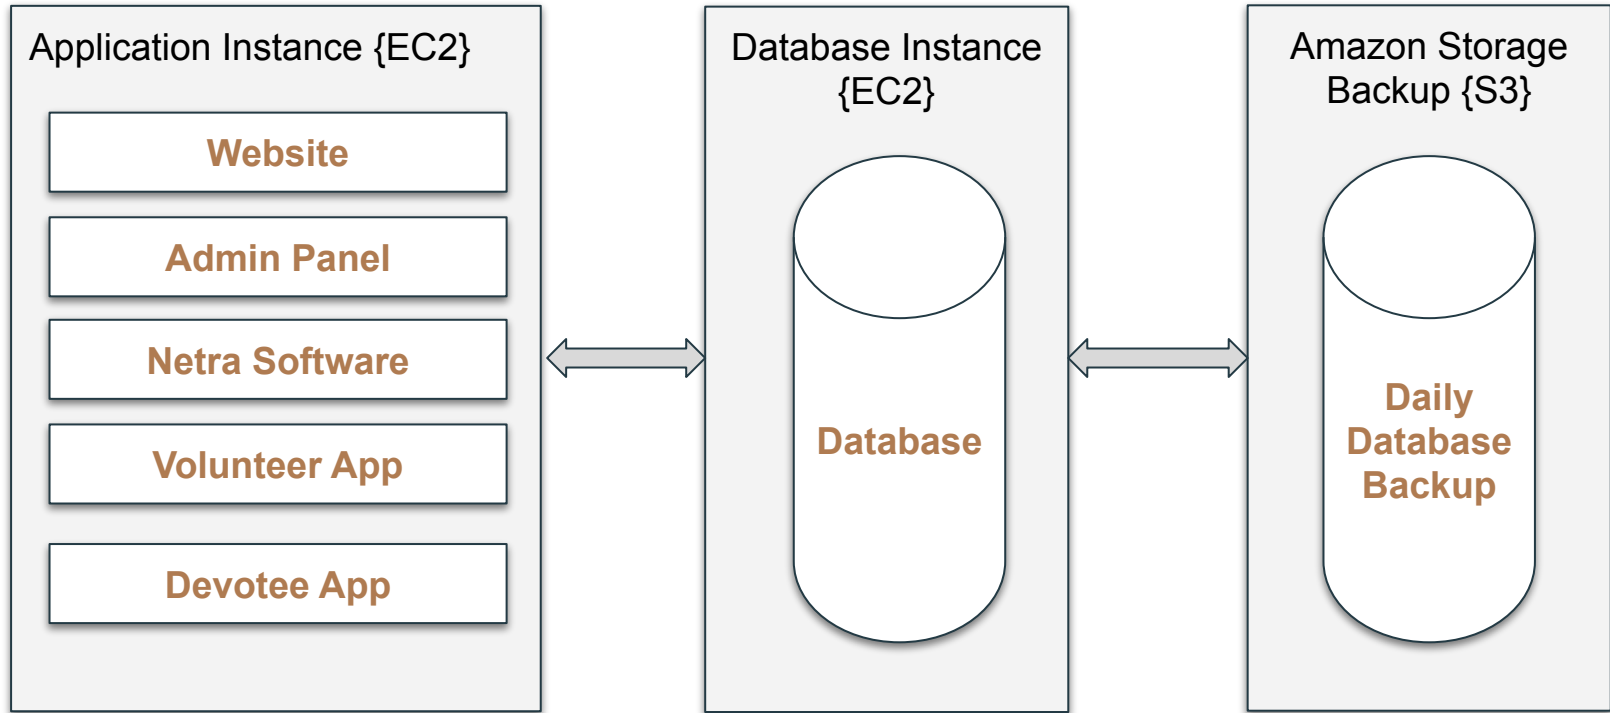 Application Instance {EC2}
Website
Admin Panel
Netra Software
Volunteer App
Devotee App
Database Instance
{EC2}
Database
Amazon Storage
Backup {S3}
Daily
Database
Backup